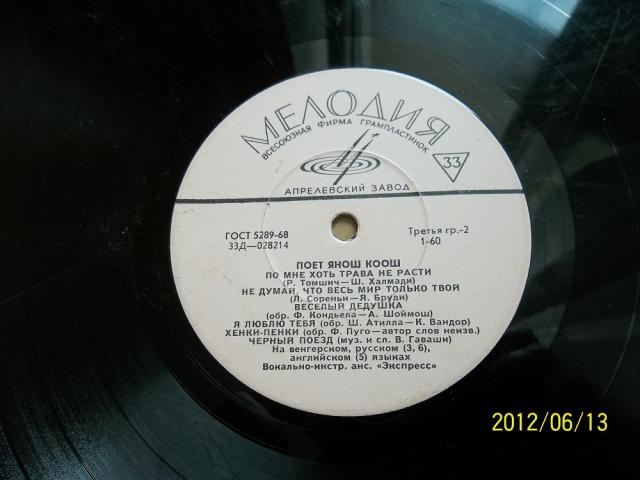 МЕЛОДИЯ
ВСЕСОЮЗНАЯ ФИРМА ГРАМПЛАСТИНОК
33
АПРЕЛЕВСКИЙ ЗАВОД
ГОСТ 5289-68
Третья гр.-2
33Д—028214
1-60
ПОЕТ ЯНОШ КООШ
ПО МНЕ ХОТЬ ТРАВА НЕ РАСТИ
(Р. Томшич—Ш. Халмади)
НЕ ДУМАЙ, ЧТО ВЕСЬ МИР ТОЛЬКО ТВОЙ
(Л. Сореньи—Я. Бруди)
ВЕСЕЛЫЙ ДЕДУШКА
(обр. Ф. Кондьела—А. Шоймош)
Я ЛЮБЛЮ ТЕБЯ (обр. Ш. Атилла—К. Вандор)
ХЕНКИ-ПЕНКИ (обр. Ф. Пуго—автор слов неизв.)
ЧЕРНЫЙ ПОЕЗД (муз. и сл. В. Гаваши)
На венгерском, русском (3, 6),
английском (5) языках
Вокально-инстр. анс. «Экспресс»
2012/06/13